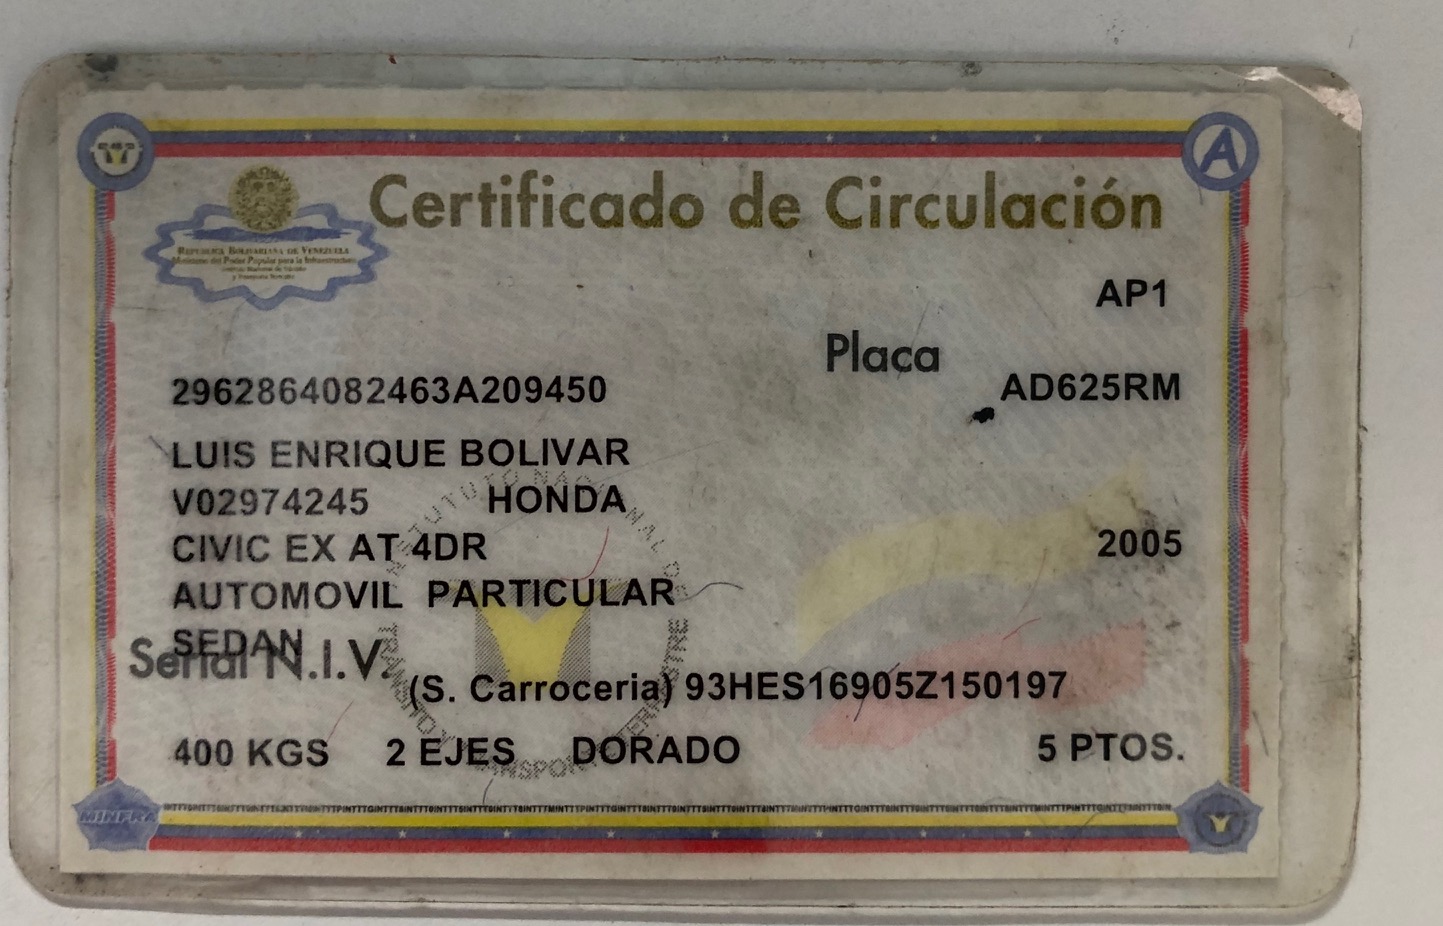 Certificado de Circulación
REPUBLICA BOLIVARIANA DE VENEZUELA
Ministerio del Poder Popular para la Infraestructura
Instituto Nacional de Tránsito
y Transporte Terrestre
AP1
Placa
2962864082463A209450 AD625RM
LUIS ENRIQUE BOLIVAR
V02974245 HONDA
CIVIC EX AT 4DR 2005
AUTOMOVIL PARTICULAR
SEDAN
Serial N.I.V.
(S. Carroceria) 93HES16905Z150197
400 KGS 2 EJES DORADO 5 PTOS.
MINFRA
A